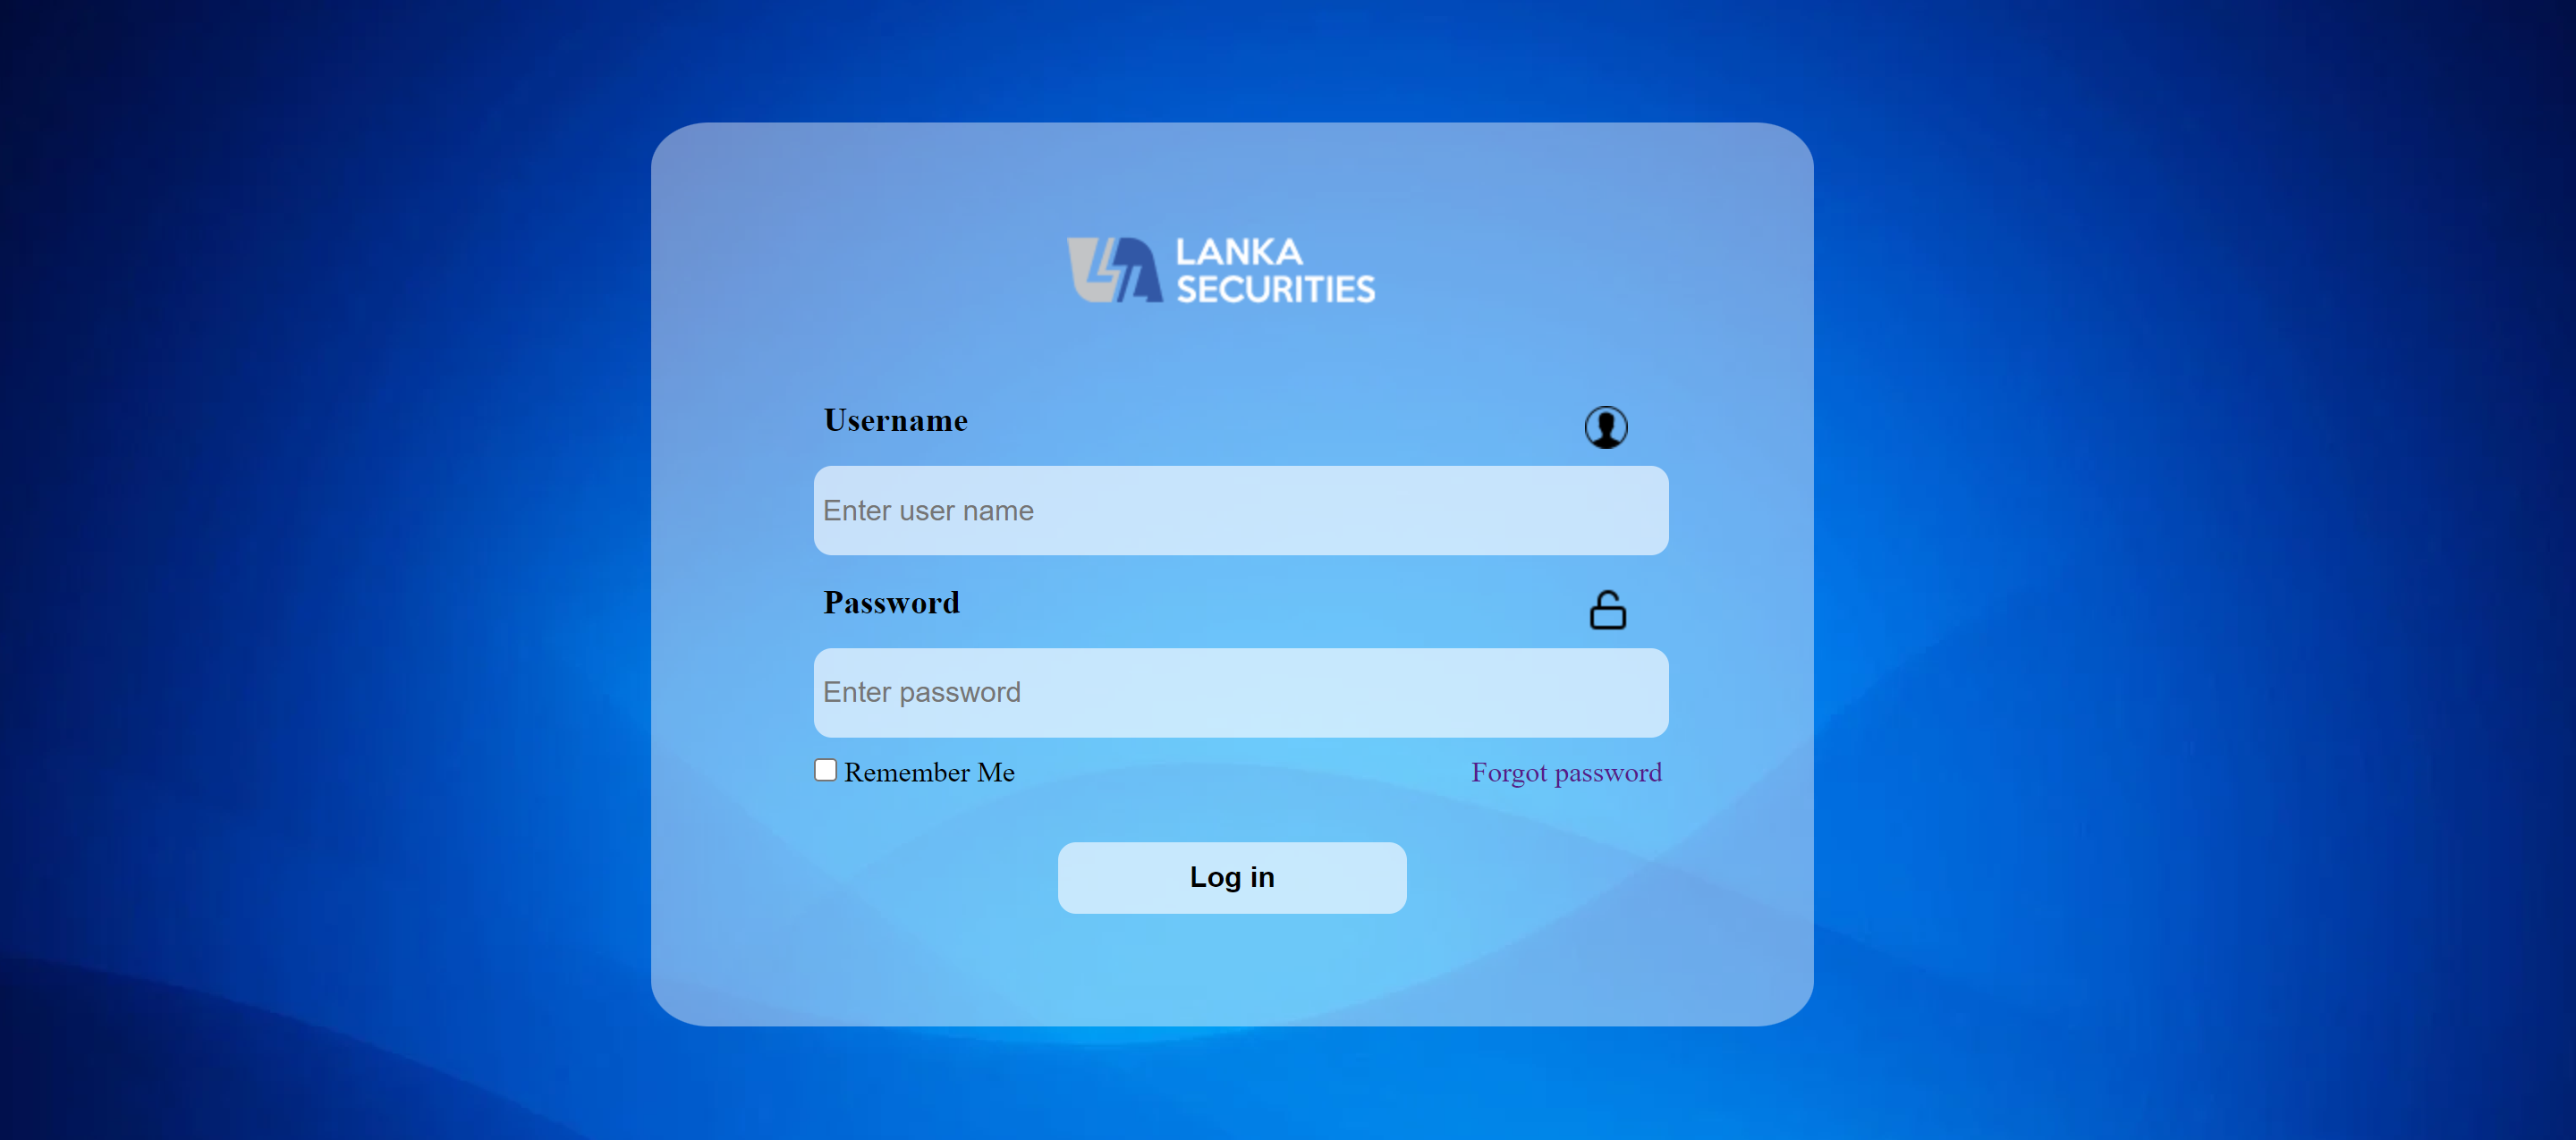 LANKA
SECURITIES
Username
Enter user name
Password
Enter password
Remember Me
Forgot password
Log in